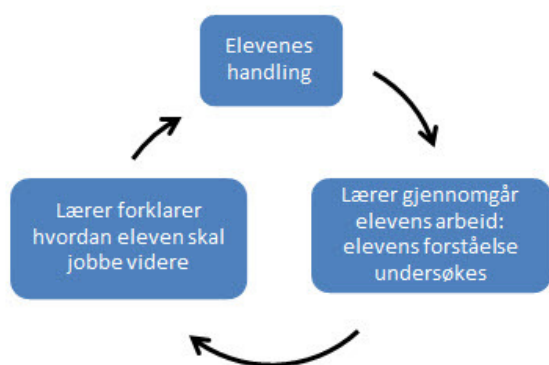 Elevenes
handling
Lærer gjennomgår
elevens arbeid:
elevens forståelse
undersøkes
Lærer forklarer
hvordan eleven skal
jobbe videre